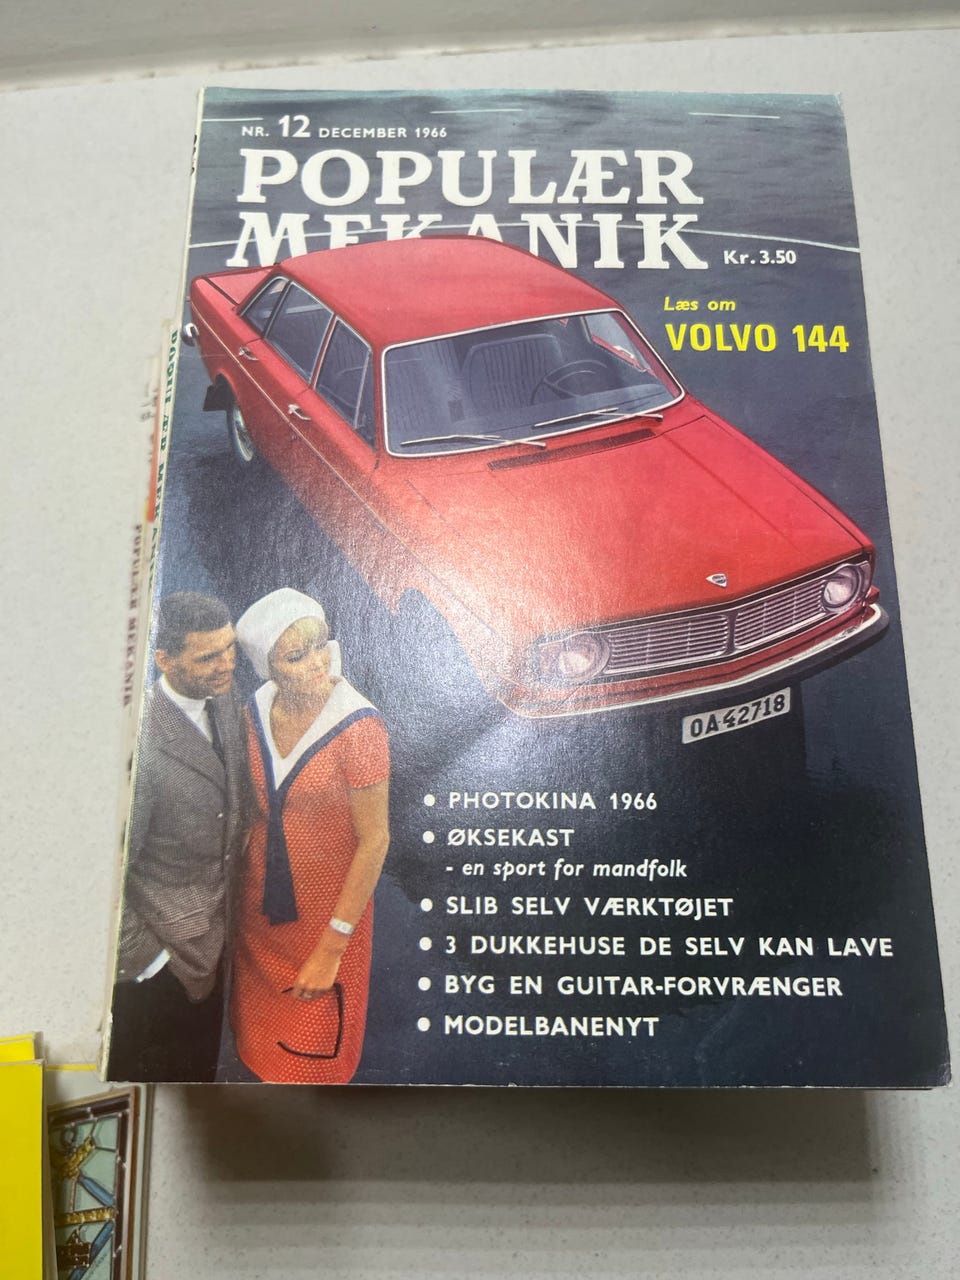 NR. 12 DECEMBER 1966
POPULÆR
MEKANIK
Kr. 3.50
Læs om
VOLVO 144
OA-42718
• PHOTOKINA 1966
• ØKSEKAST
- en sport for mandfolk
• SLIB SELV VÆRKTØJET
• 3 DUKKEHUSE DE SELV KAN LAVE
• BYG EN GUITAR-FORVRÆNGER
• MODELBANENYT
POPULÆR MEKANIK
POPULÆR MEKANIK